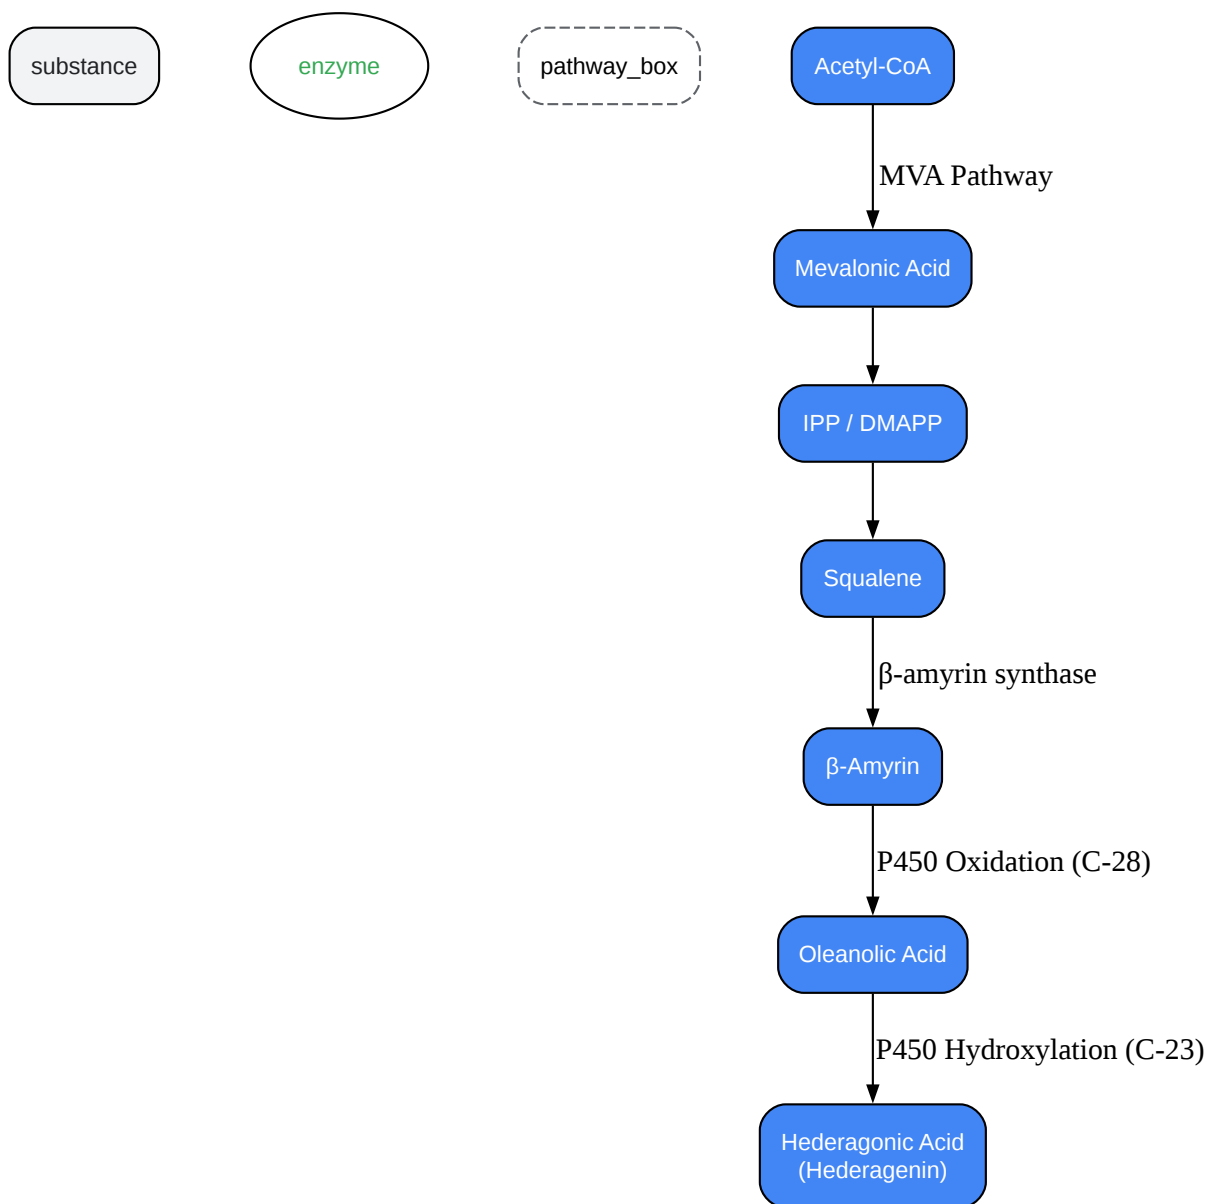 substance
enzyme
pathway_box
Acetyl-CoA
MVA Pathway
Mevalonic Acid
IPP / DMAPP
Squalene
β-amyrin synthase
β-Amyrin
P450 Oxidation (C-28)
Oleanolic Acid
P450 Hydroxylation (C-23)
Hederagonic Acid
(Hederagenin)